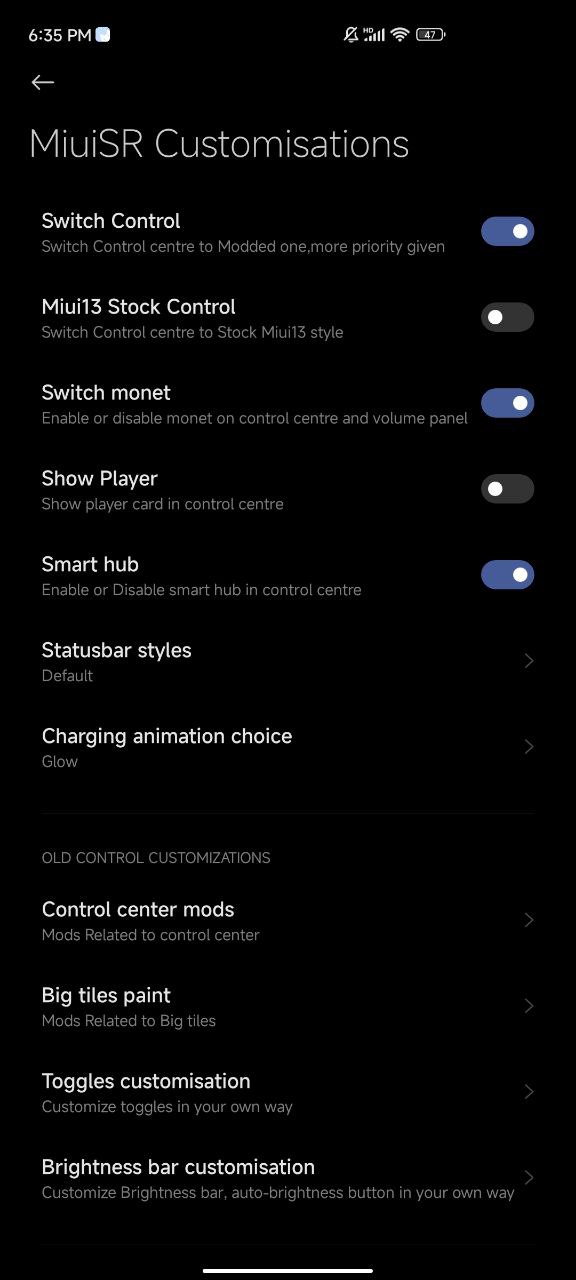 6:35 PM HD 47
MiuiSR Customisations
Switch Control
Switch Control centre to Modded one,more priority given
Miui13 Stock Control
Switch Control centre to Stock Miui13 style
Switch monet
Enable or disable monet on control centre and volume panel
Show Player
Show player card in control centre
Smart hub
Enable or Disable smart hub in control centre
Statusbar styles
Default
Charging animation choice
Glow
OLD CONTROL CUSTOMIZATIONS
Control center mods
Mods Related to control center
Big tiles paint
Mods Related to Big tiles
Toggles customisation
Customize toggles in your own way
Brightness bar customisation
Customize Brightness bar, auto-brightness button in your own way